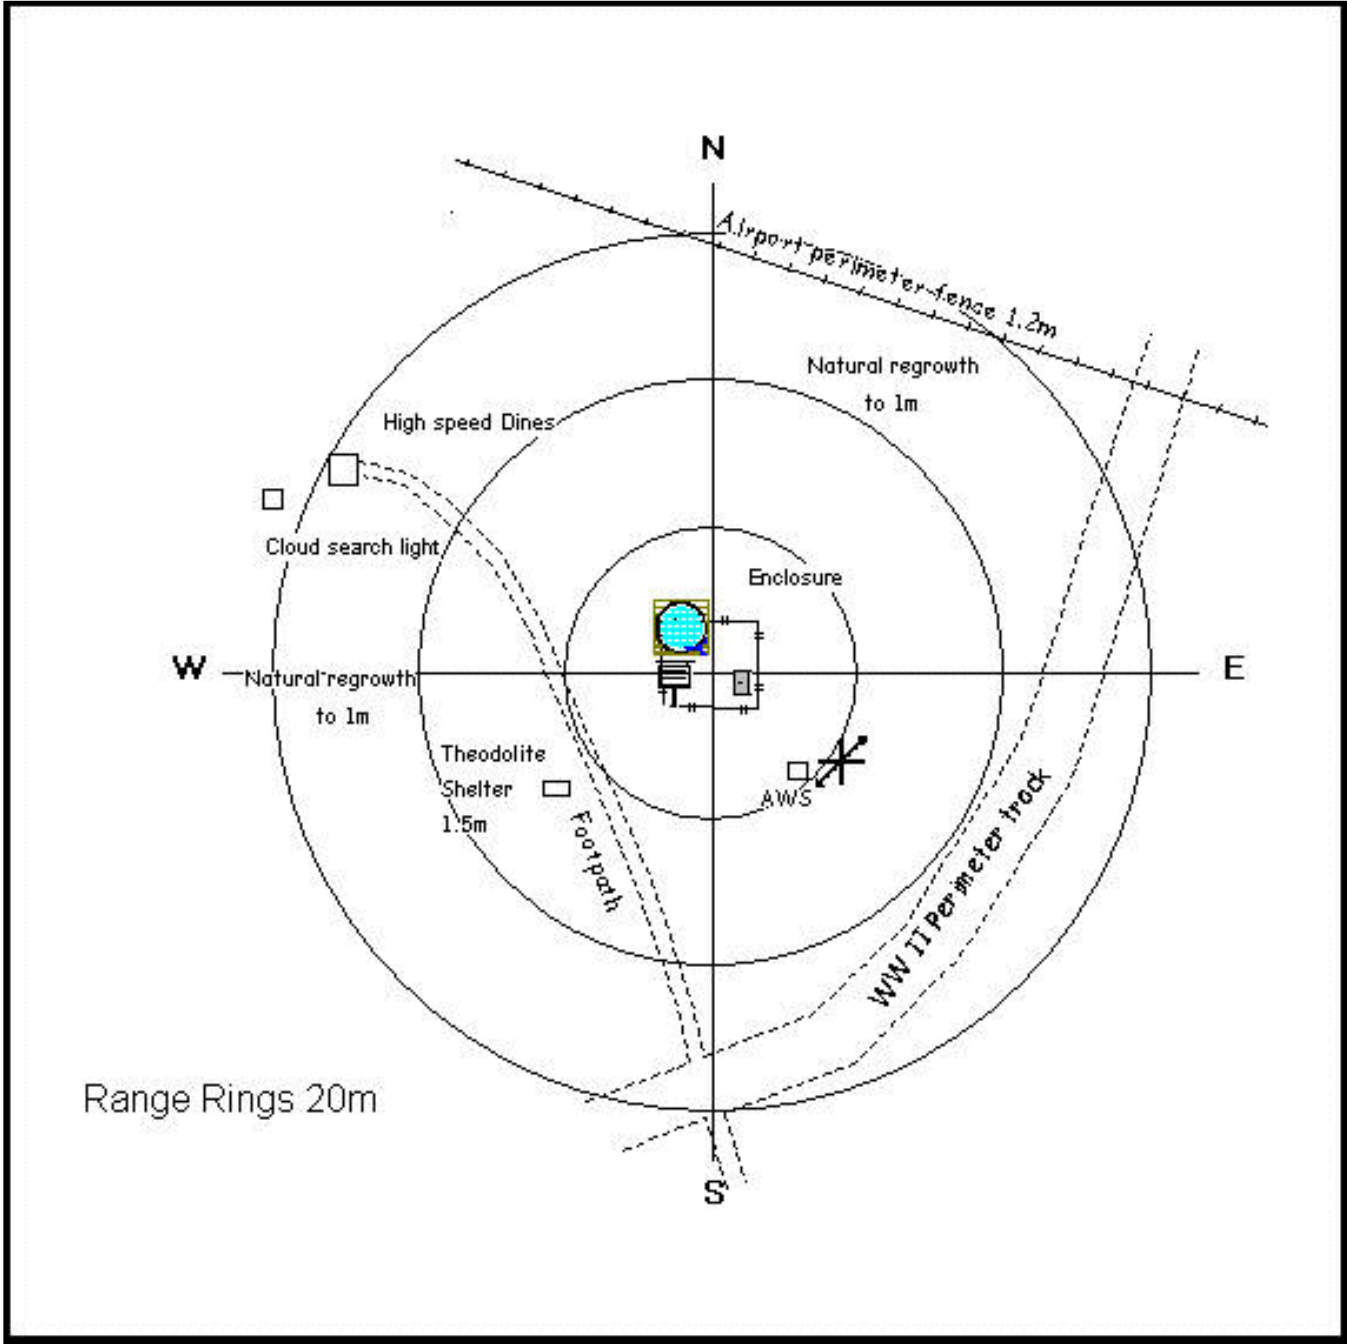 N
Airport perimeter fence 1.2m
Natural regrowth
to 1m
High speed Dines
Cloud search light
Enclosure
W
E
Natural regrowth
to 1m
Theodolite
Shelter
1.5m
AWS
Footpath
WW II Perimeter track
Range Rings 20m
S